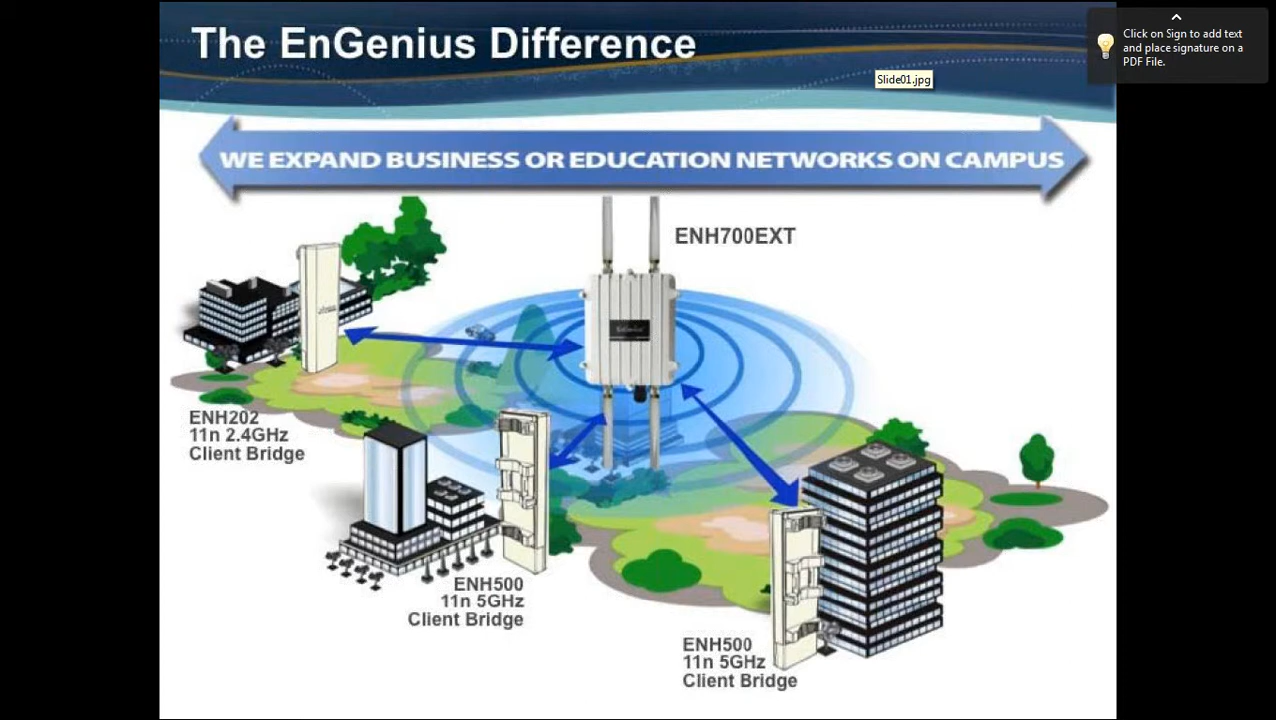 The EnGenius Difference
Click on Sign to add text
and place signature on a
PDF File.
Slide01.jpg
WE EXPAND BUSINESS OR EDUCATION NETWORKS ON CAMPUS
ENH700EXT
EnGenius
ENH202
11n 2.4GHz
Client Bridge
ENH500
11n 5GHz
Client Bridge
ENH500
11n 5GHz
Client Bridge